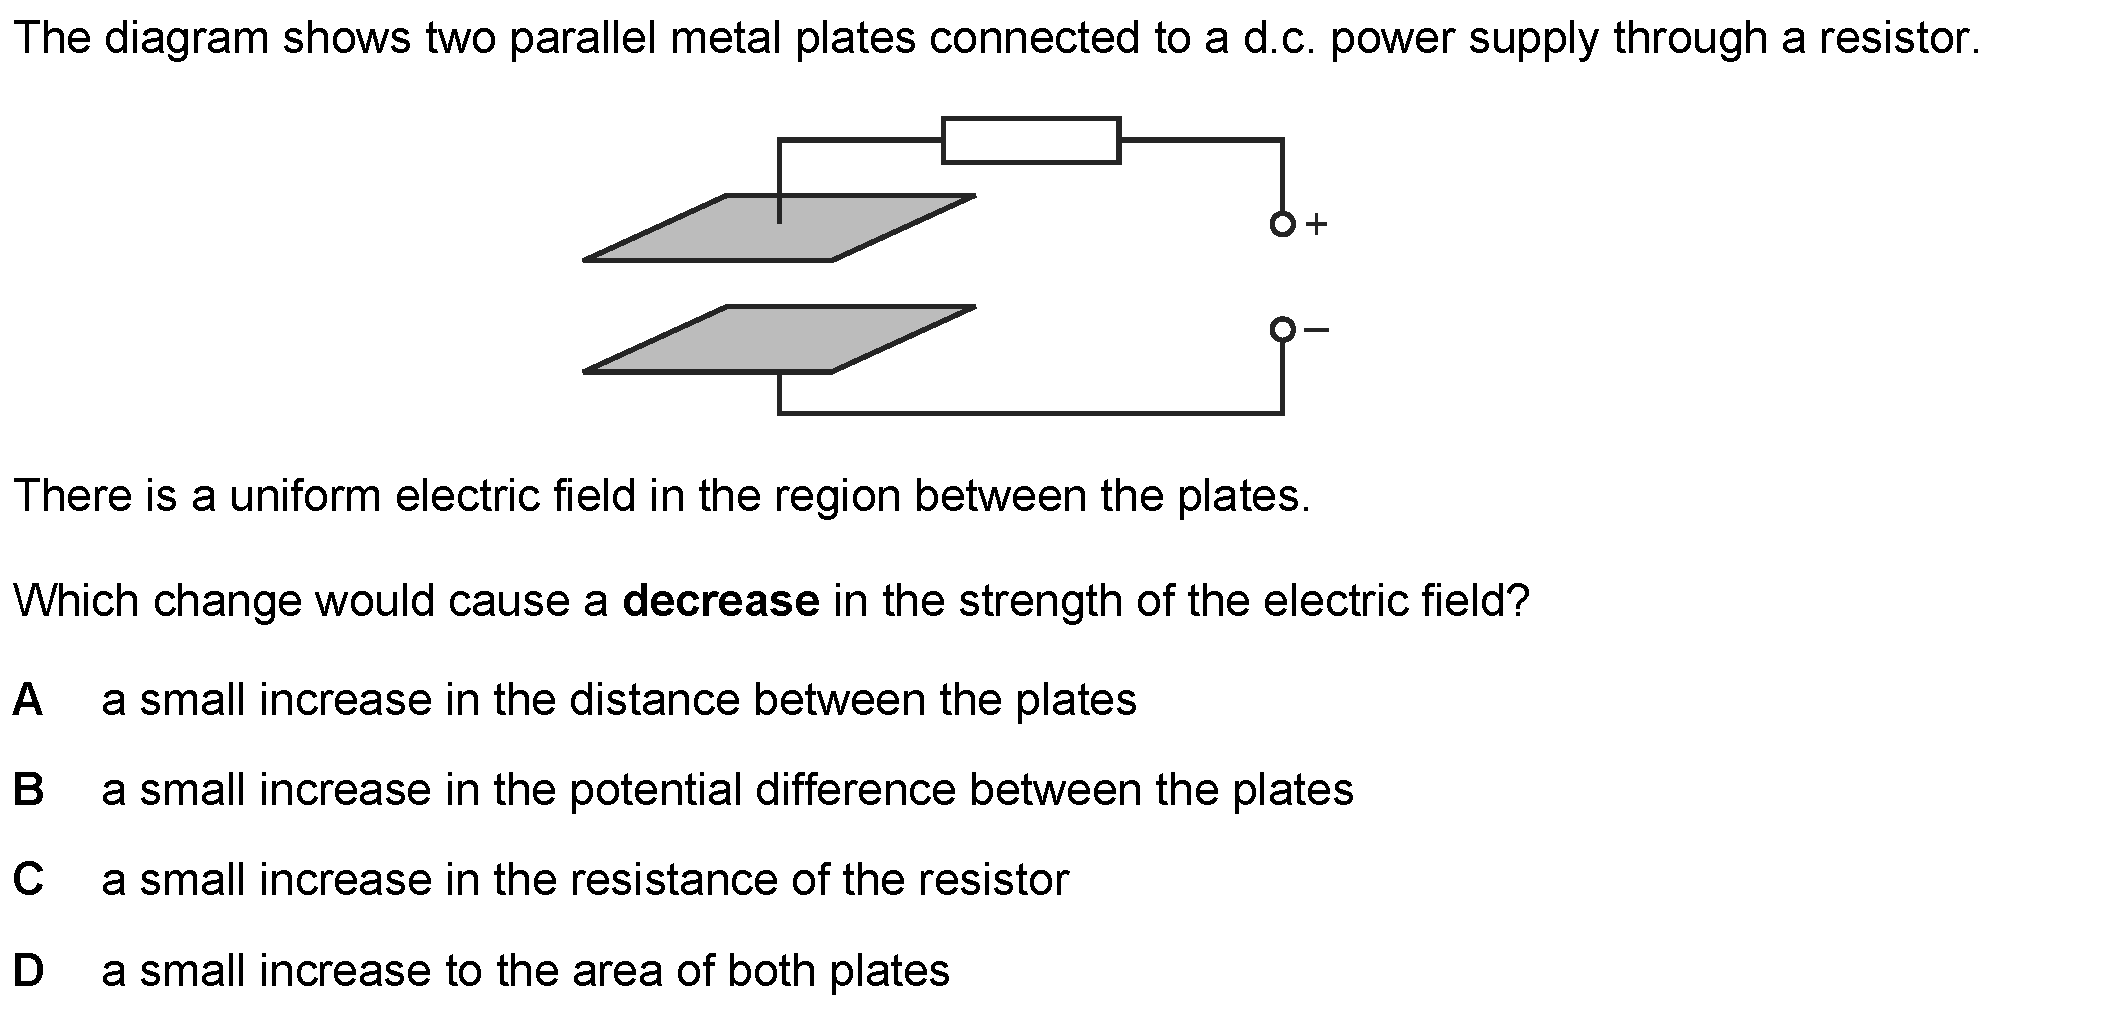 The diagram shows two parallel metal plates connected to a d.c. power supply through a resistor.
+
–
There is a uniform electric field in the region between the plates.
Which change would cause a decrease in the strength of the electric field?
A a small increase in the distance between the plates
B a small increase in the potential difference between the plates
C a small increase in the resistance of the resistor
D a small increase to the area of both plates